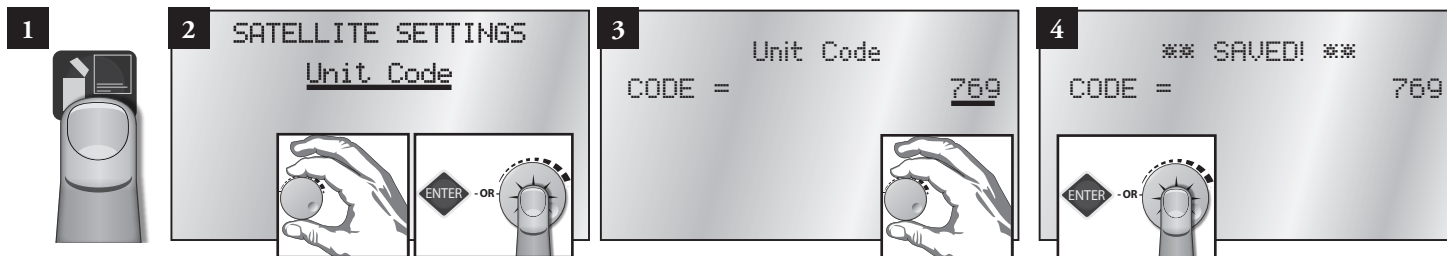 1
2
SATELLITE SETTINGS
Unit Code
ENTER - OR -
3
Unit Code
CODE = 769
4
** SAVED! **
CODE = 769
ENTER - OR -